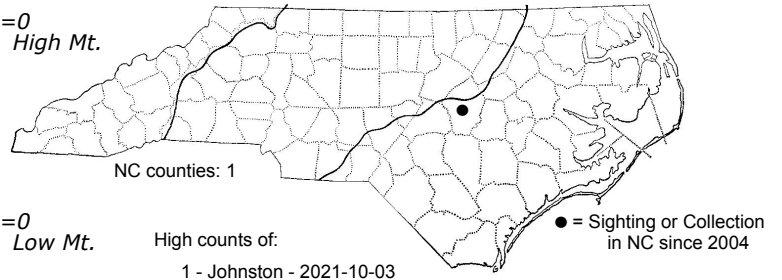 =0
High Mt.
NC counties: 1
=0
Low Mt.
High counts of:
1 - Johnston - 2021-10-03
● = Sighting or Collection
in NC since 2004